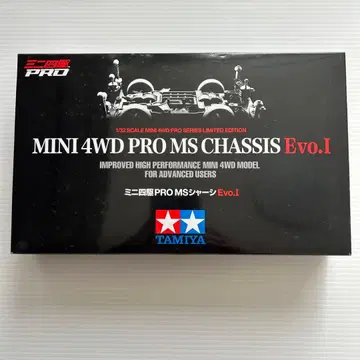 ミニ四駆
PRO
1/32 SCALE MINI 4WD PRO SERIES LIMITED EDITION
MINI 4WD PRO MS CHASSIS Evo.I
IMPROVED HIGH PERFORMANCE MINI 4WD MODEL
FOR ADVANCED USERS
ミニ四駆PRO MSシャーシ Evo.I
TAMIYA